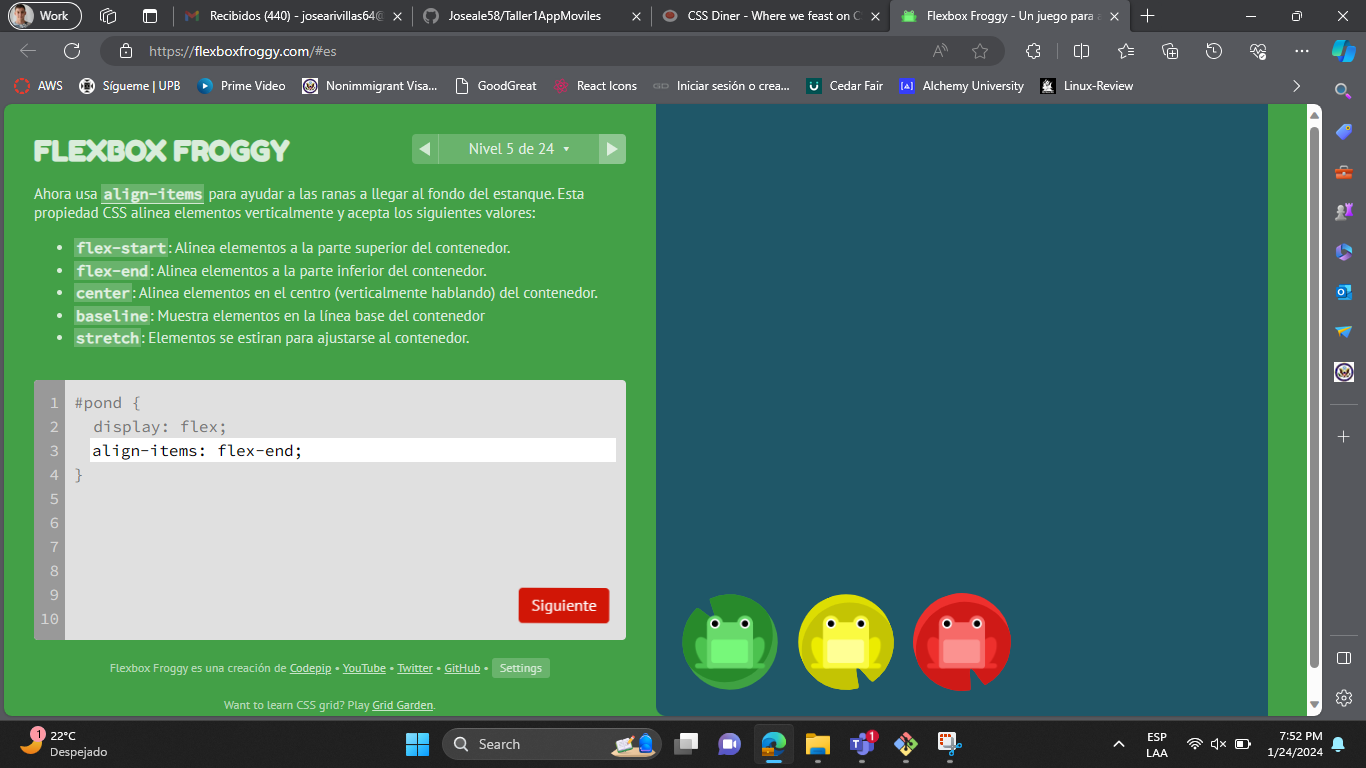 Work
Recibidos (440) - josearivillas64@
Joseale58/Taller1AppMoviles
CSS Diner - Where we feast on C
Flexbox Froggy - Un juego para a
https://flexboxfroggy.com/#es
AWS
Sígueme | UPB
Prime Video
Nonimmigrant Visa...
GoodGreat
React Icons
Iniciar sesión o crea...
Cedar Fair
Alchemy University
Linux-Review
FLEXBOX FROGGY
Nivel 5 de 24
Ahora usa align-items para ayudar a las ranas a llegar al fondo del estanque. Esta
propiedad CSS alinea elementos verticalmente y acepta los siguientes valores:
• flex-start: Alinea elementos a la parte superior del contenedor.
• flex-end: Alinea elementos a la parte inferior del contenedor.
• center: Alinea elementos en el centro (verticalmente hablando) del contenedor.
• baseline: Muestra elementos en la línea base del contenedor
• stretch: Elementos se estiran para ajustarse al contenedor.
1 #pond {
2 display: flex;
3 align-items: flex-end;
4 }
5
6
7
8
9
10
Siguiente
Flexbox Froggy es una creación de Codepip • YouTube • Twitter • GitHub • Settings
Want to learn CSS grid? Play Grid Garden.
1
22°C
Despejado
Search
1
ESP
LAA
7:52 PM
1/24/2024